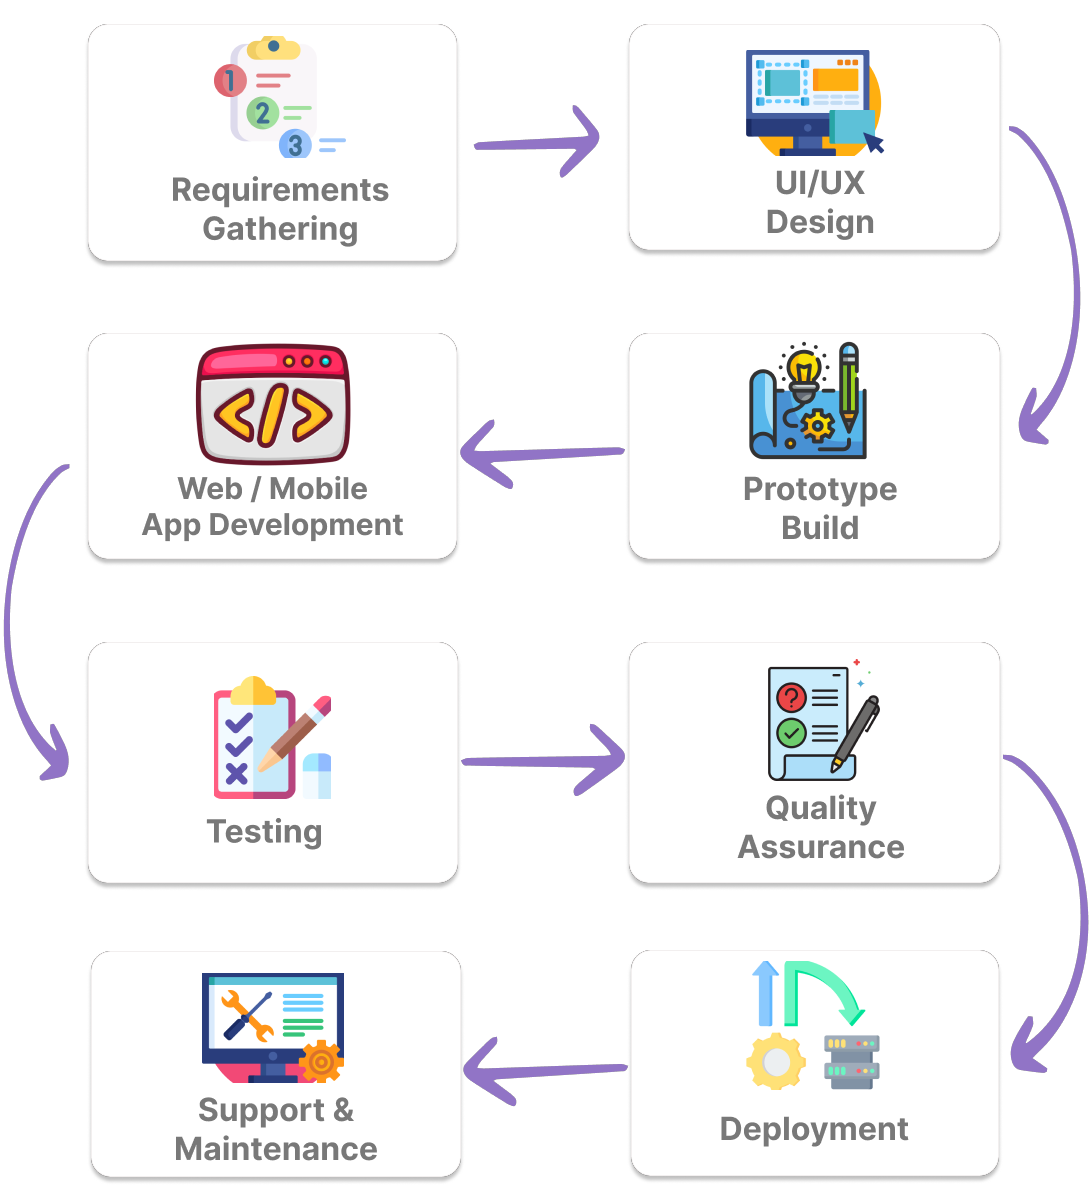 1
2
3
Requirements
Gathering
UI/UX
Design
Prototype
Build
</>
Web / Mobile
App Development
Testing
?
Quality
Assurance
Deployment
Support &
Maintenance